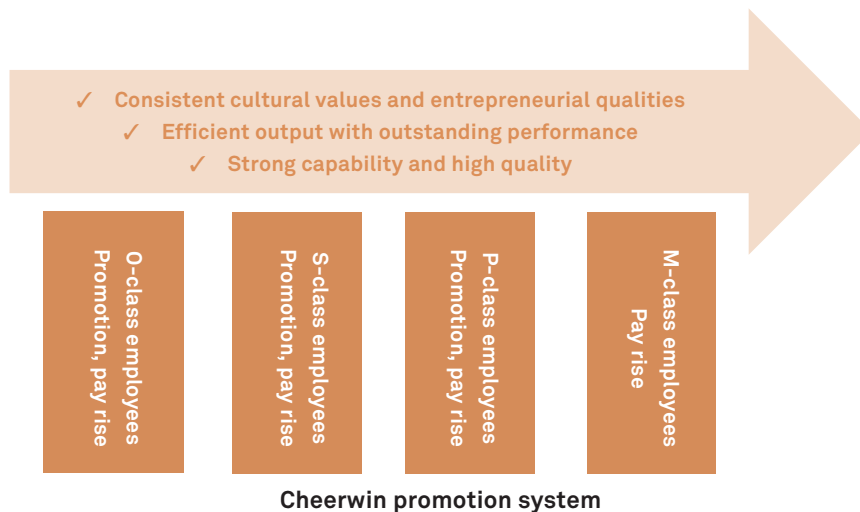 ✓ Consistent cultural values and entrepreneurial qualities
✓ Efficient output with outstanding performance
✓ Strong capability and high quality
O-class employees
Promotion, pay rise
S-class employees
Promotion, pay rise
P-class employees
Promotion, pay rise
M-class employees
Pay rise
Cheerwin promotion system